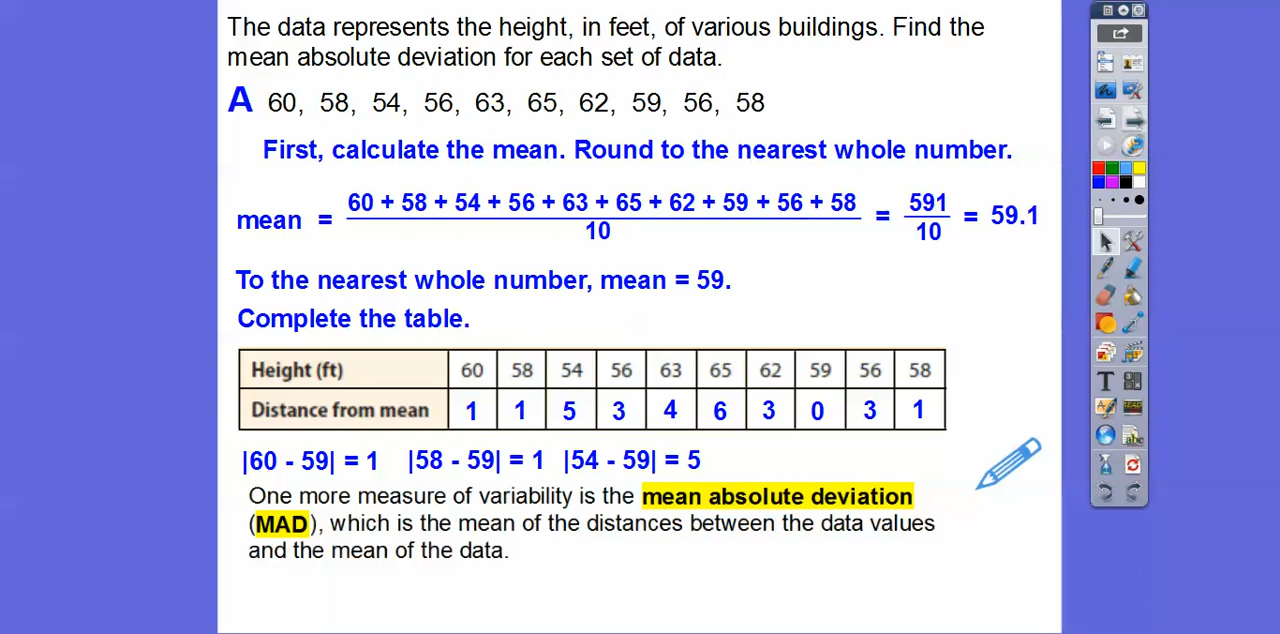 The data represents the height, in feet, of various buildings. Find the
mean absolute deviation for each set of data.
A 60, 58, 54, 56, 63, 65, 62, 59, 56, 58
First, calculate the mean. Round to the nearest whole number.
mean = 60 + 58 + 54 + 56 + 63 + 65 + 62 + 59 + 56 + 58 / 10 = 591 / 10 = 59.1
To the nearest whole number, mean = 59.
Complete the table.
Height (ft) 60 58 54 56 63 65 62 59 56 58
Distance from mean 1 1 5 3 4 6 3 0 3 1
|60 - 59| = 1 |58 - 59| = 1 |54 - 59| = 5
One more measure of variability is the mean absolute deviation
(MAD), which is the mean of the distances between the data values
and the mean of the data.